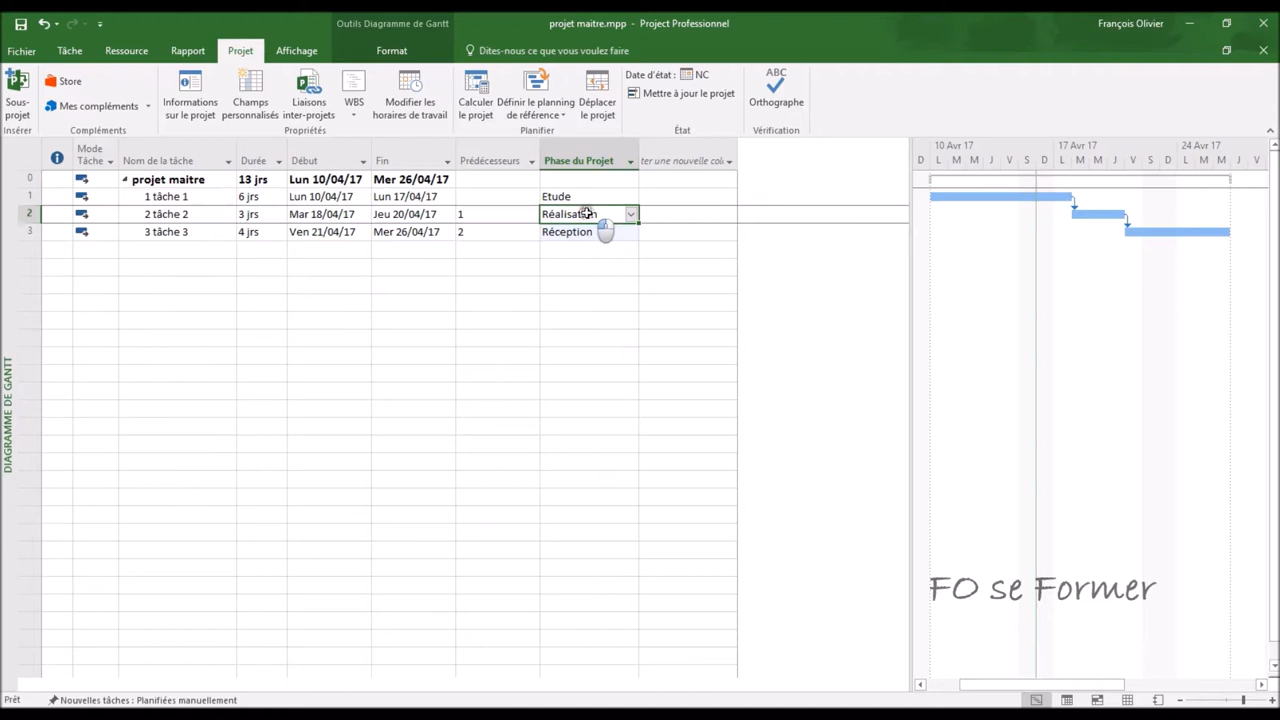 Outils Diagramme de Gantt
projet maitre.mpp - Project Professionnel
François Olivier
Fichier Tâche Ressource Rapport Projet Affichage Format Dites-nous ce que vous voulez faire
Sous-projet
Insérer
Store
Mes compléments
Compléments
Informations sur le projet
Champs personnalisés
Liaisons inter-projets
WBS
Modifier les horaires de travail
Propriétés
Calculer le projet
Définir le planning de référence
Déplacer le projet
Planifier
Date d'état : NC
Mettre à jour le projet
État
ABC
Orthographe
Vérification
Mode Tâche Nom de la tâche Durée Début Fin Prédécesseurs Phase du Projet ter une nouvelle colo
0 projet maitre 13 jrs Lun 10/04/17 Mer 26/04/17
1 1 tâche 1 6 jrs Lun 10/04/17 Lun 17/04/17 Etude
2 2 tâche 2 3 jrs Mar 18/04/17 Jeu 20/04/17 1 Réalisation
3 3 tâche 3 4 jrs Ven 21/04/17 Mer 26/04/17 2 Réception
10 Avr 17 17 Avr 17 24 Avr 17
D L M M J V S D L M M J V S D L M M J V
DIAGRAMME DE GANTT
FO se Former
Prêt Nouvelles tâches : Planifiées manuellement